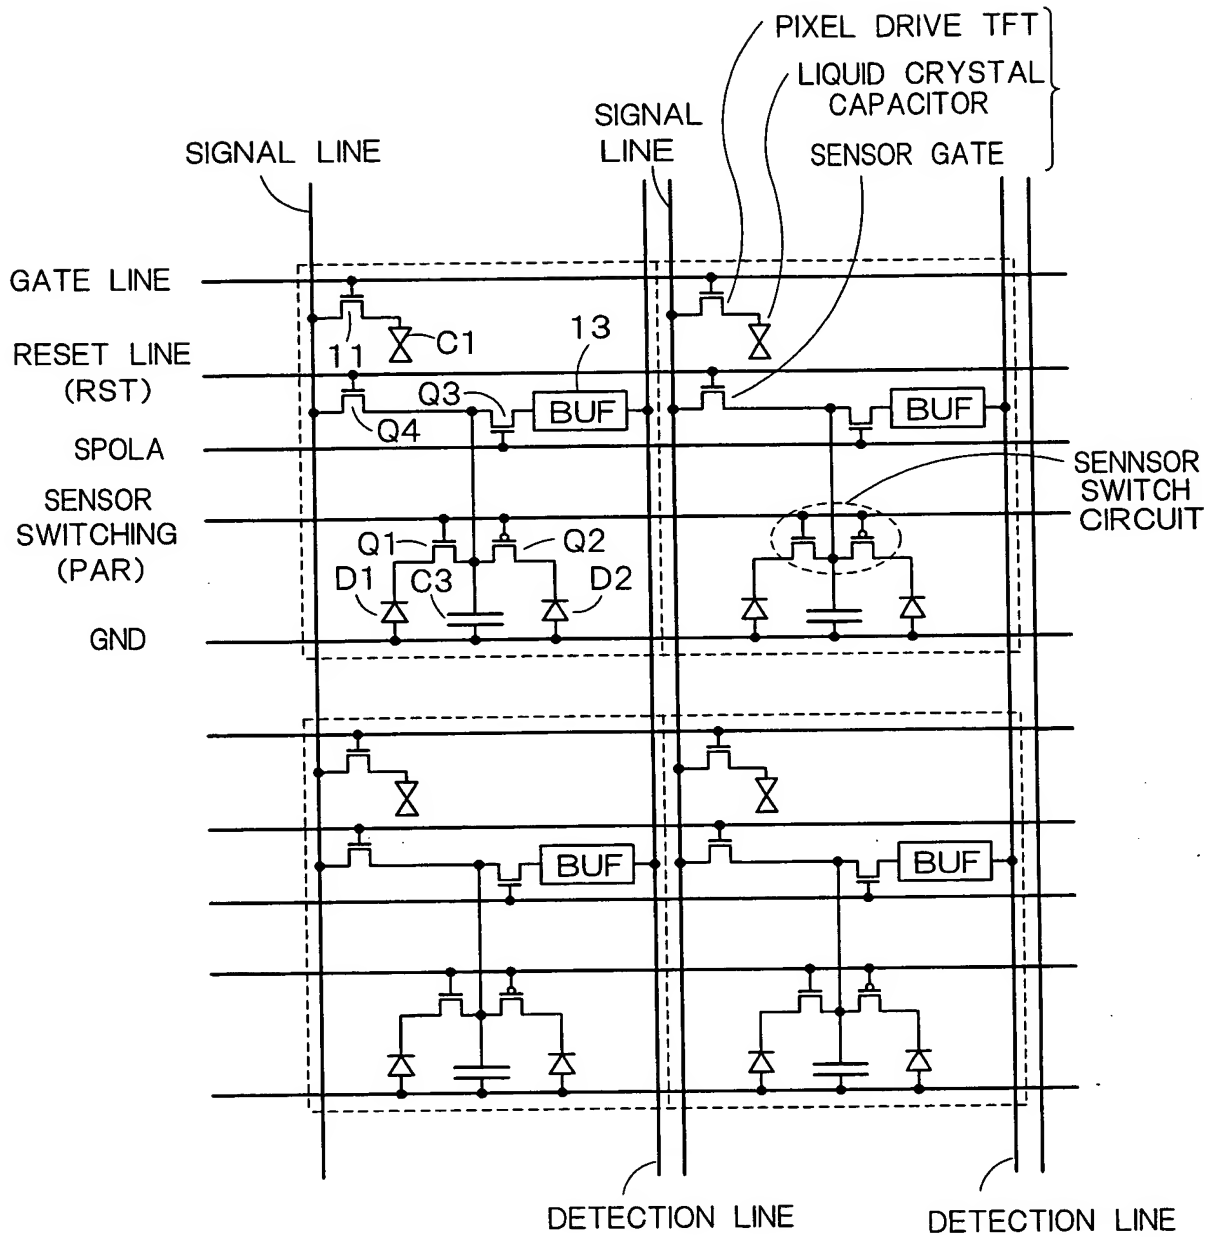 PIXEL DRIVE TFT
LIQUID CRYSTAL
CAPACITOR
SIGNAL
LINE
SIGNAL LINE
SENSOR GATE
GATE LINE
11
C1
13
RESET LINE
(RST)
Q3
BUF
BUF
Q4
SPOLA
SENNSOR
SWITCH
CIRCUIT
SENSOR
SWITCHING
(PAR)
Q1
Q2
D1
C3
D2
GND
BUF
BUF
DETECTION LINE
DETECTION LINE